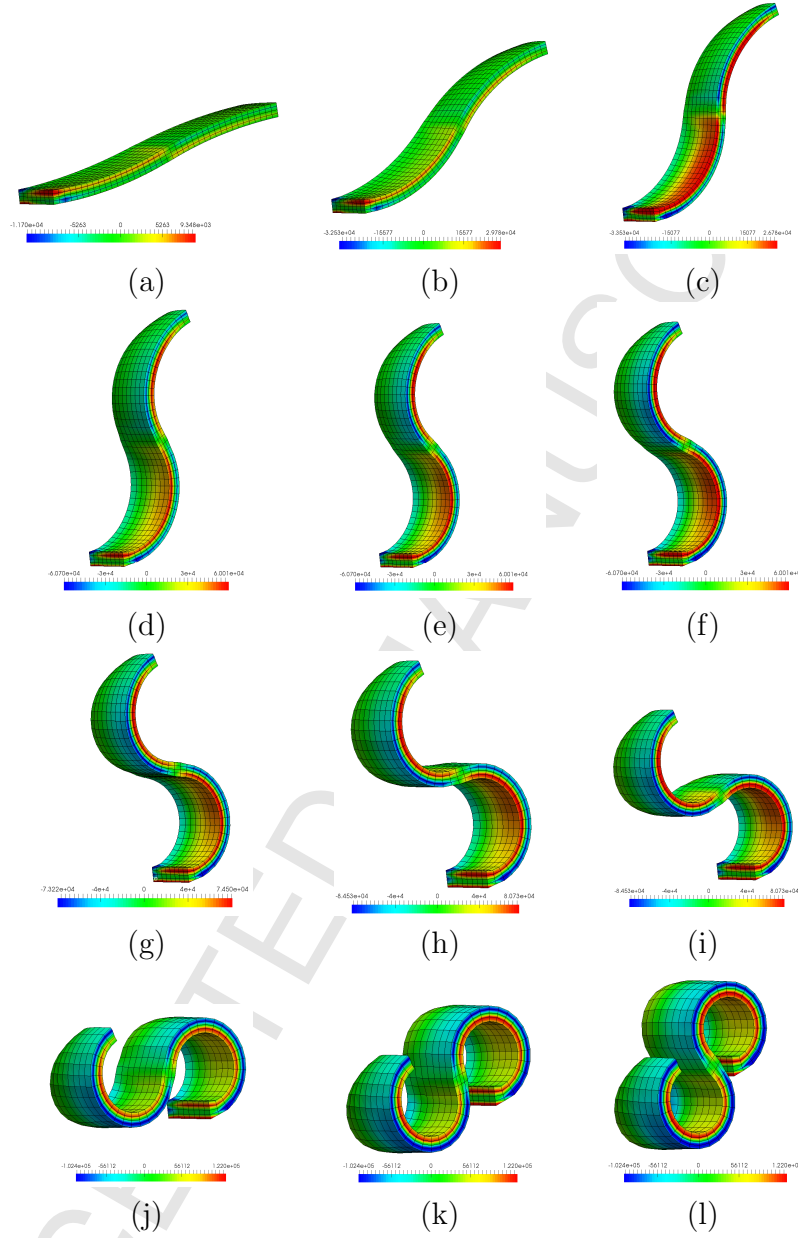 -1.170e+04 -5263 0 5263 9.348e+03
-3.253e+04 -15577 0 15577 2.978e+04
-3.353e+04 -15077 0 15077 2.678e+04
(a) (b) (c)
-6.070e+04 -3e+4 0 3e+4 6.001e+04
-6.070e+04 -3e+4 0 3e+4 6.001e+04
-6.070e+04 -3e+4 0 3e+4 6.001e+0
(d) (e) (f)
-7.322e+04 -4e+4 0 4e+4 7.450e+04
-8.453e+04 -4e+4 0 4e+4 8.073e+04
-8.453e+04 -4e+4 0 4e+4 8.073e+04
(g) (h) (i)
-1.024e+05 -56112 0 56112 1.220e+05
-1.024e+05 -56112 0 56112 1.220e+05
-1.024e+05 -56112 0 56112 1.220e+0
(j) (k) (l)